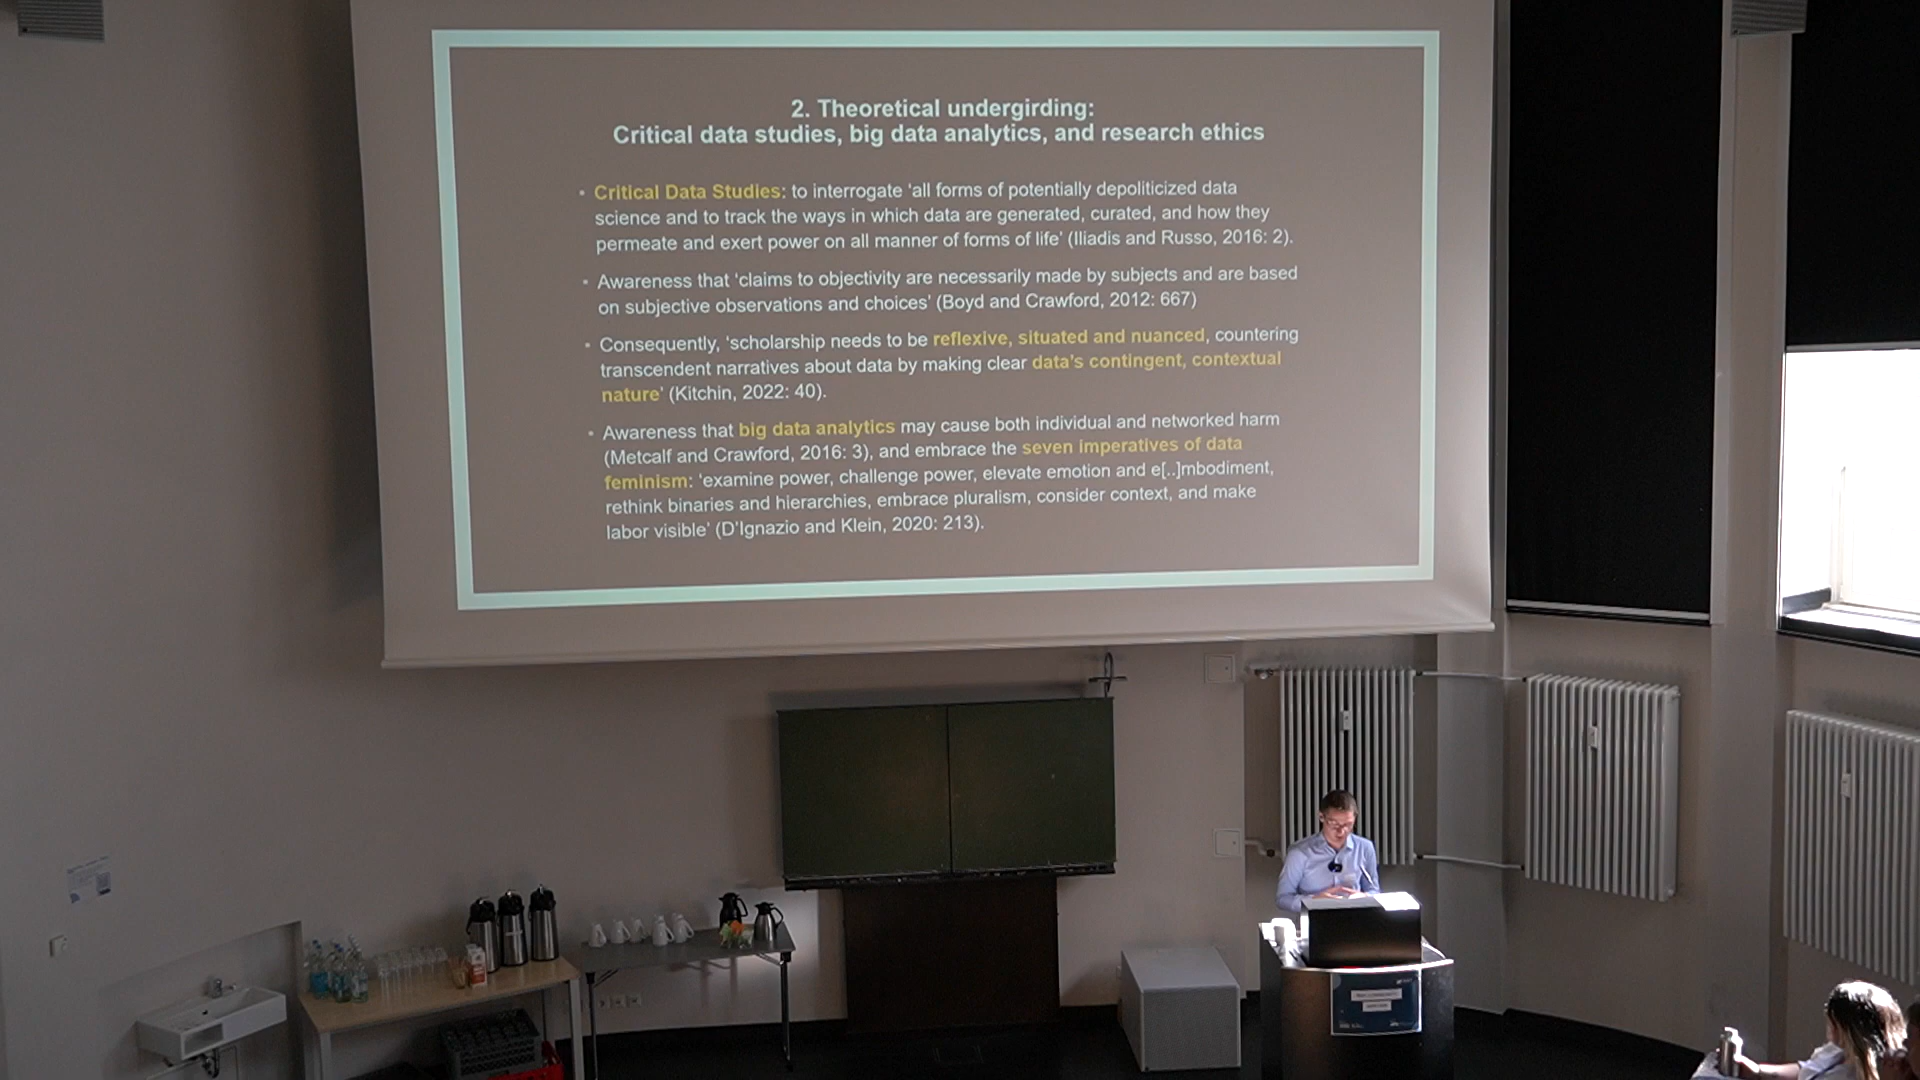 2. Theoretical undergirding:
Critical data studies, big data analytics, and research ethics
• Critical Data Studies: to interrogate ‘all forms of potentially depoliticized data
science and to track the ways in which data are generated, curated, and how they
permeate and exert power on all manner of forms of life’ (Iliadis and Russo, 2016: 2).
• Awareness that ‘claims to objectivity are necessarily made by subjects and are based
on subjective observations and choices’ (Boyd and Crawford, 2012: 667)
• Consequently, ‘scholarship needs to be reflexive, situated and nuanced, countering
transcendent narratives about data by making clear data’s contingent, contextual
nature’ (Kitchin, 2022: 40).
• Awareness that big data analytics may cause both individual and networked harm
(Metcalf and Crawford, 2016: 3), and embrace the seven imperatives of data
feminism: ‘examine power, challenge power, elevate emotion and e[..]mbodiment,
rethink binaries and hierarchies, embrace pluralism, consider context, and make
labor visible’ (D’Ignazio and Klein, 2020: 213).